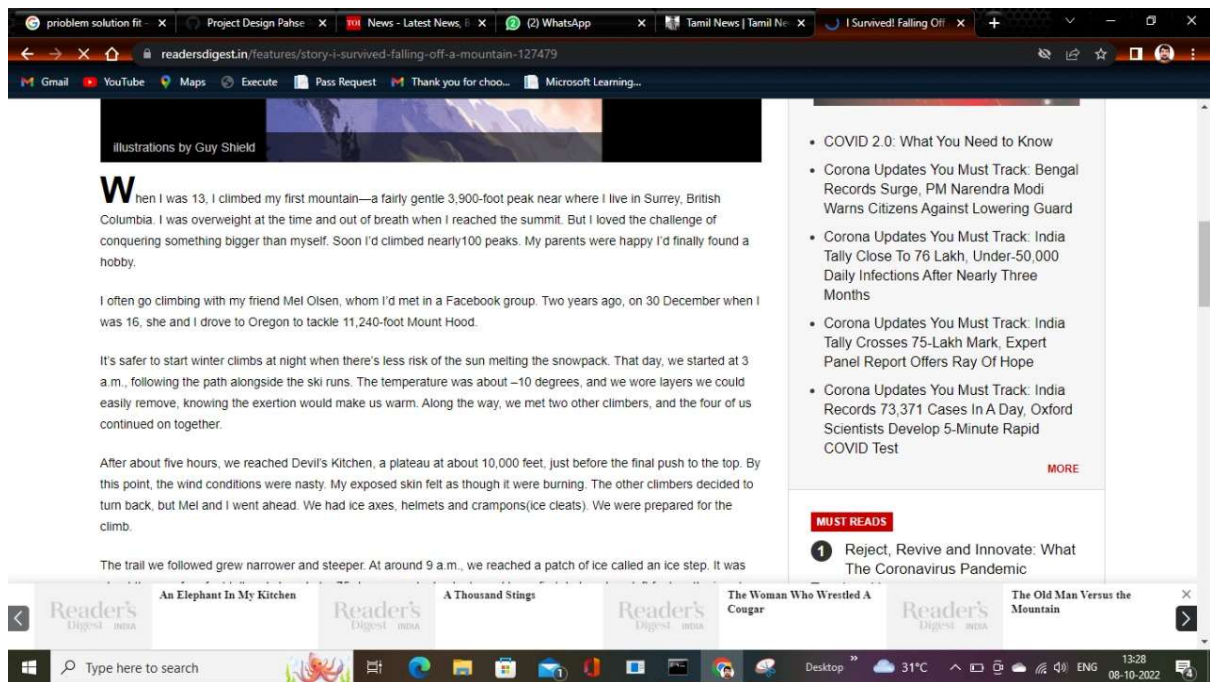 prioblem solution fit -
Project Design Pahse
News - Latest News, B
(2) WhatsApp
Tamil News | Tamil Ne
I Survived! Falling Off
readersdigest.in/features/story-i-survived-falling-off-a-mountain-127479
Gmail
YouTube
Maps
Execute
Pass Request
Thank you for choo...
Microsoft Learning...
illustrations by Guy Shield
When I was 13, I climbed my first mountain—a fairly gentle 3,900-foot peak near where I live in Surrey, British
Columbia. I was overweight at the time and out of breath when I reached the summit. But I loved the challenge of
conquering something bigger than myself. Soon I'd climbed nearly100 peaks. My parents were happy I'd finally found a
hobby.
I often go climbing with my friend Mel Olsen, whom I'd met in a Facebook group. Two years ago, on 30 December when I
was 16, she and I drove to Oregon to tackle 11,240-foot Mount Hood.
It's safer to start winter climbs at night when there's less risk of the sun melting the snowpack. That day, we started at 3
a.m., following the path alongside the ski runs. The temperature was about –10 degrees, and we wore layers we could
easily remove, knowing the exertion would make us warm. Along the way, we met two other climbers, and the four of us
continued on together.
After about five hours, we reached Devil's Kitchen, a plateau at about 10,000 feet, just before the final push to the top. By
this point, the wind conditions were nasty. My exposed skin felt as though it were burning. The other climbers decided to
turn back, but Mel and I went ahead. We had ice axes, helmets and crampons(ice cleats). We were prepared for the
climb.
The trail we followed grew narrower and steeper. At around 9 a.m., we reached a patch of ice called an ice step. It was
COVID 2.0: What You Need to Know
Corona Updates You Must Track: Bengal
Records Surge, PM Narendra Modi
Warns Citizens Against Lowering Guard
Corona Updates You Must Track: India
Tally Close To 76 Lakh, Under-50,000
Daily Infections After Nearly Three
Months
Corona Updates You Must Track: India
Tally Crosses 75-Lakh Mark, Expert
Panel Report Offers Ray Of Hope
Corona Updates You Must Track: India
Records 73,371 Cases In A Day, Oxford
Scientists Develop 5-Minute Rapid
COVID Test
MORE
MUST READS
1 Reject, Revive and Innovate: What
The Coronavirus Pandemic
Reader's
Digest INDIA
An Elephant In My Kitchen
Reader's
Digest INDIA
A Thousand Stings
Reader's
Digest INDIA
The Woman Who Wrestled A
Cougar
Reader's
Digest INDIA
The Old Man Versus the
Mountain
Type here to search
Desktop
31°C
ENG
13:28
08-10-2022